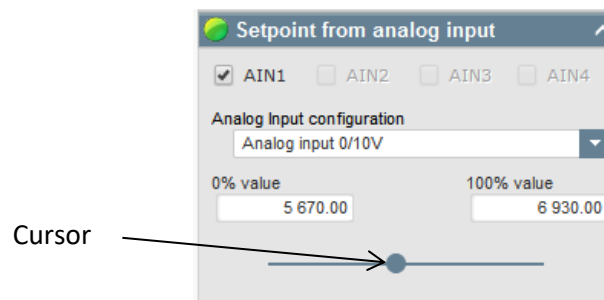 Setpoint from analog input
AIN1 AIN2 AIN3 AIN4
Analog Input configuration
Analog input 0/10V
0% value 100% value
5 670.00 6 930.00
Cursor